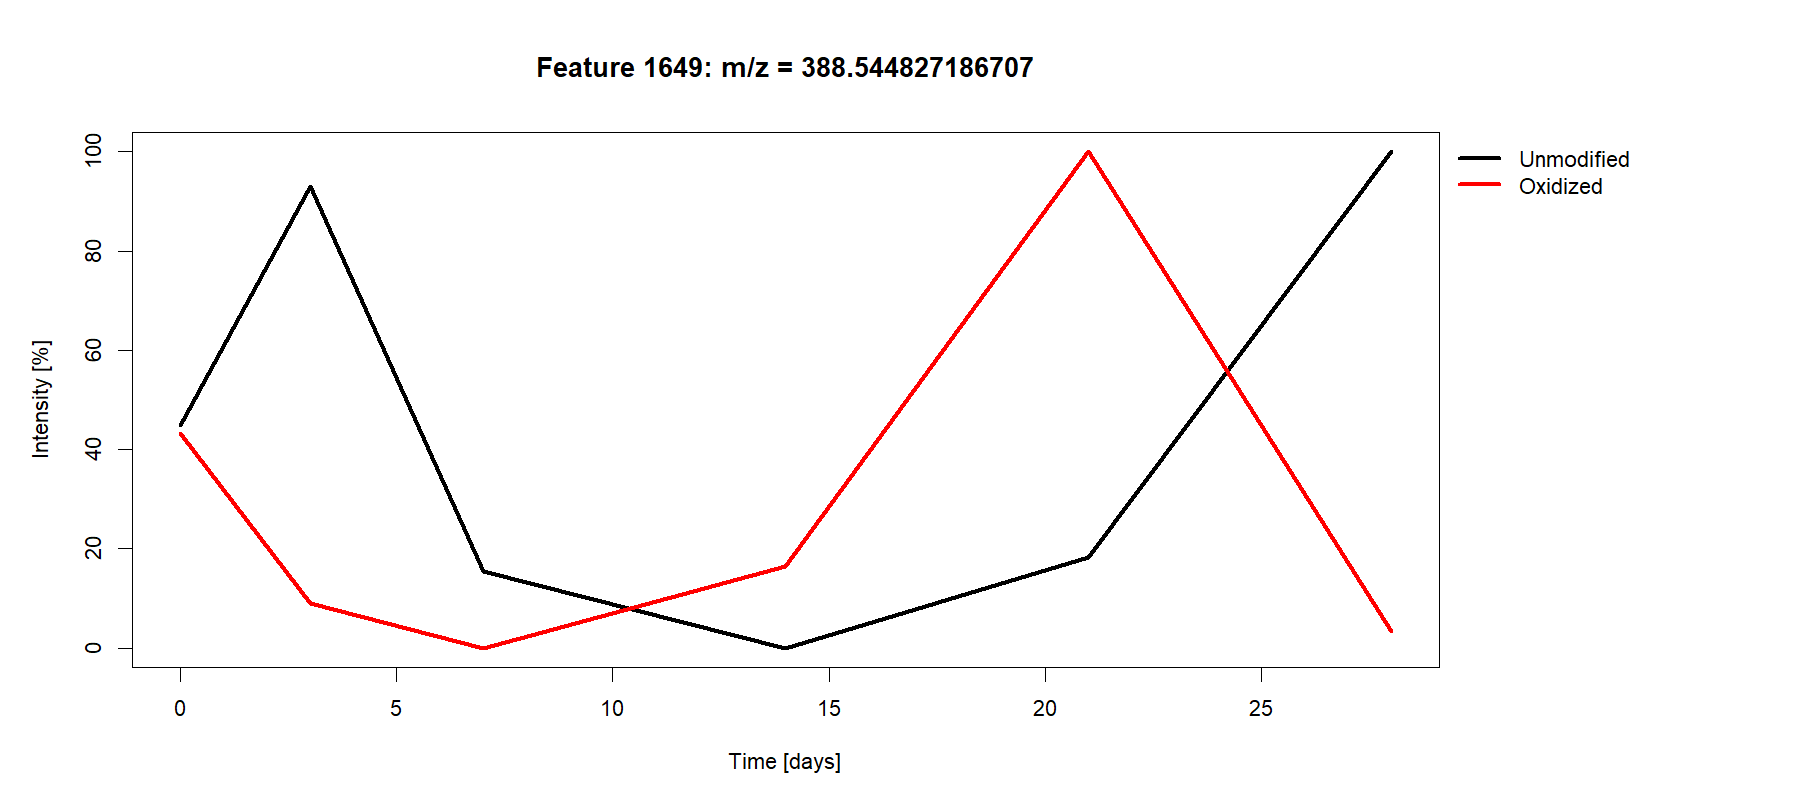 Feature 1649: m/z = 388.544827186707
Unmodified
Oxidized
Intensity [%]
100
80
60
40
20
0
0 5 10 15 20 25
Time [days]